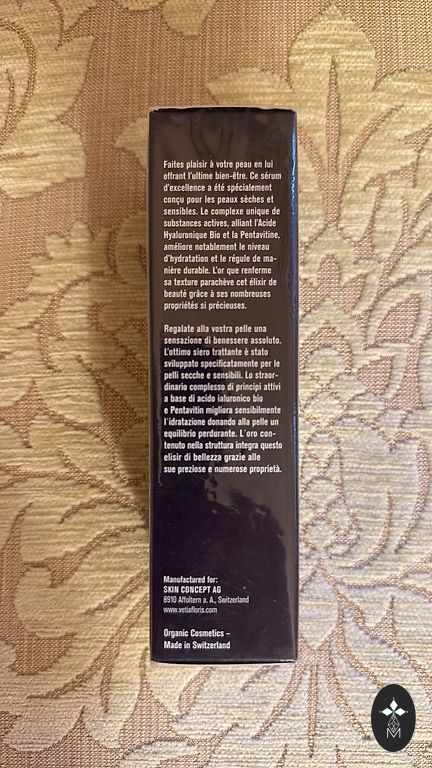 Faites plaisir à votre peau en lui
offrant l'ultime bien-être. Ce sérum
d'excellence a été spécialement
conçu pour les peaux sèches et
sensibles. Le complexe unique de
substances actives, alliant l'Acide
Hyaluronique Bio et la Pentavitine,
améliore notablement le niveau
d'hydratation et le régule de ma-
nière durable. L'or que renferme
sa texture parachève cet élixir de
beauté grâce à ses nombreuses
propriétés si précieuses.
Regalate alla vostra pelle una
sensazione di benessere assoluto.
L'ottimo siero trattante è stato
sviluppato specificatamente per le
pelli secche e sensibili. Lo straor-
dinario complesso di principi attivi
a base di acido ialuronico bio
e Pentavitin migliora sensibilmente
l'idratazione donando alla pelle un
equilibrio perdurante. L'oro con-
tenuto nella struttura integra questo
elisir di bellezza grazie alle
sue preziose e numerose proprietà.
Manufactured for:
SKIN CONCEPT AG
8910 Affoltern a. A., Switzerland
www.vetiafloris.com
Organic Cosmetics –
Made in Switzerland